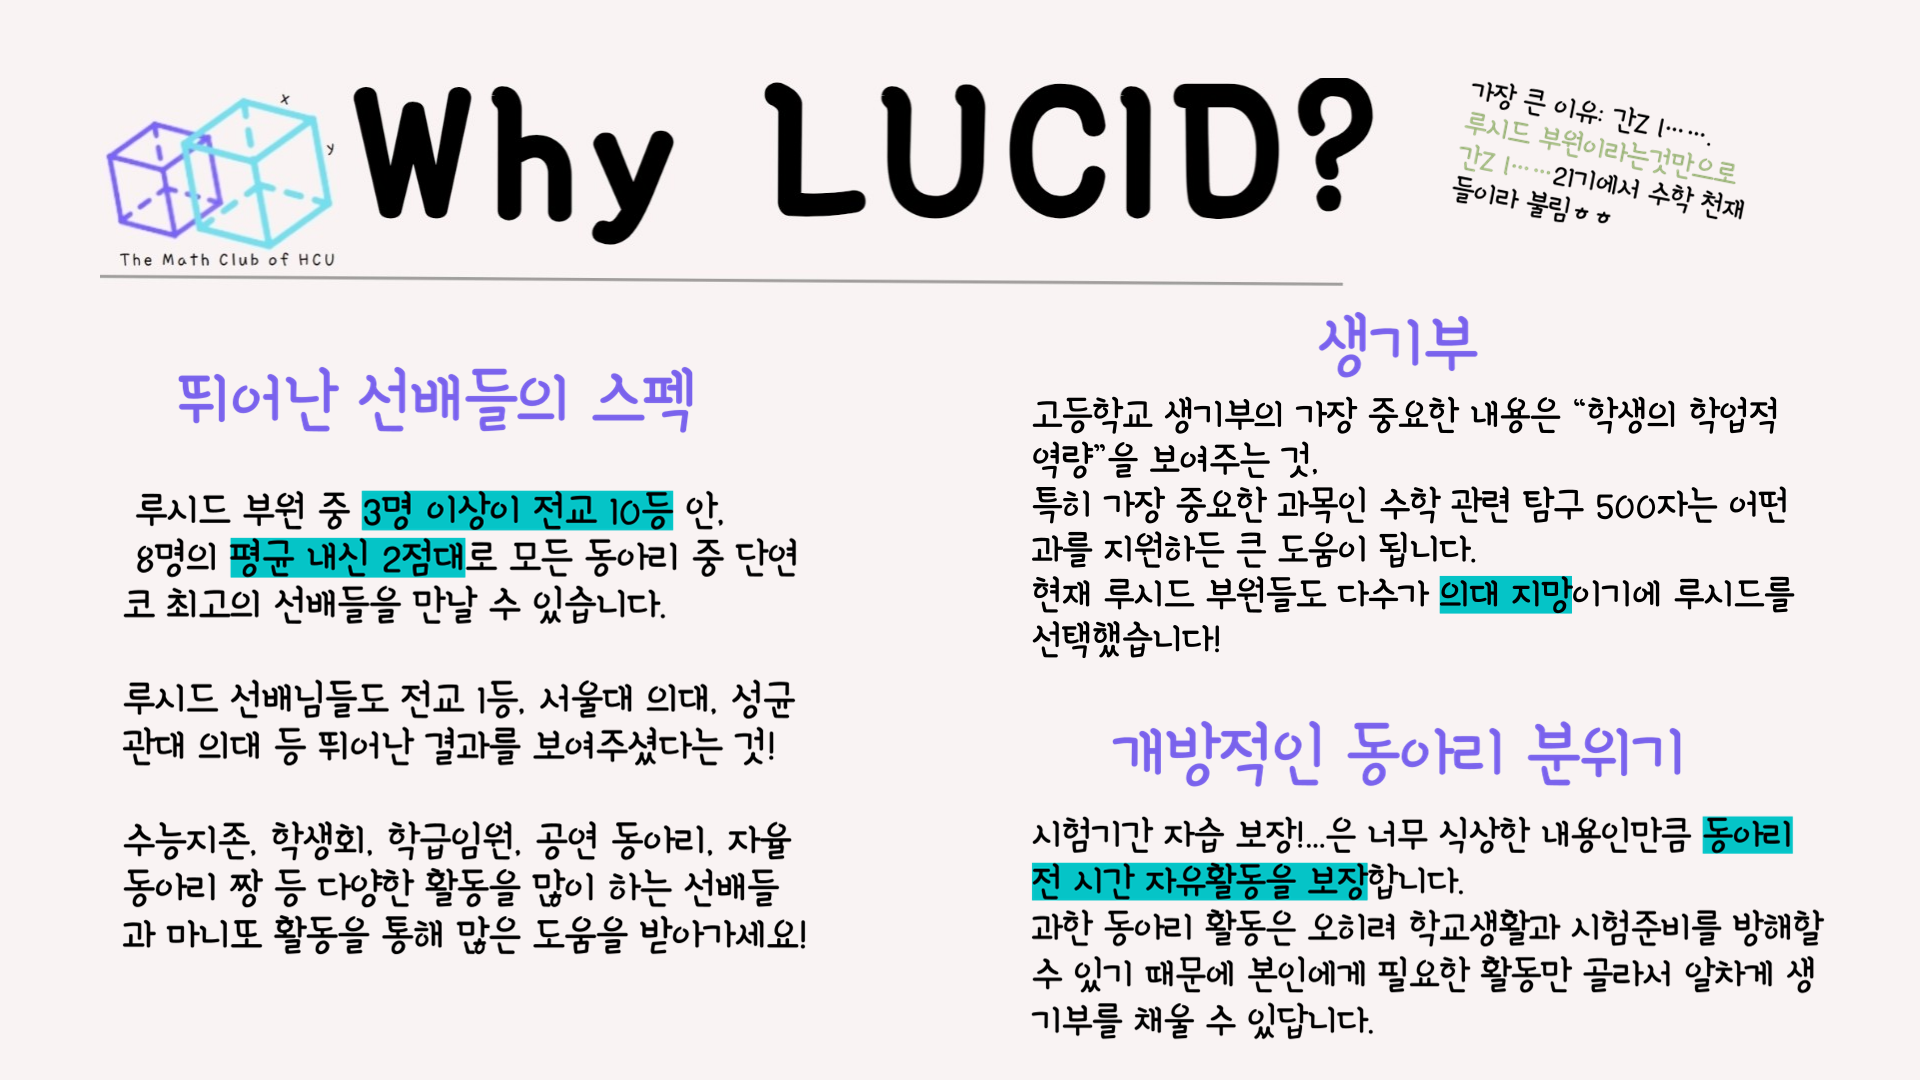 Why LUCID?
x
y
The Math Club of HCU
가장 큰 이유: 간Z I⋯⋯.
루시드 부원이라는것만으로
간Z I⋯⋯21기에서 수학 천재
들이라 불림ㅎㅎ
뛰어난 선배들의 스펙
루시드 부원 중 3명 이상이 전교 10등 안,
8명의 평균 내신 2점대로 모든 동아리 중 단연
코 최고의 선배들을 만날 수 있습니다.
루시드 선배님들도 전교 1등, 서울대 의대, 성균
관대 의대 등 뛰어난 결과를 보여주셨다는 것!
수능지존, 학생회, 학급임원, 공연 동아리, 자율
동아리 짱 등 다양한 활동을 많이 하는 선배들
과 마니또 활동을 통해 많은 도움을 받아가세요!
생기부
고등학교 생기부의 가장 중요한 내용은 “학생의 학업적
역량”을 보여주는 것,
특히 가장 중요한 과목인 수학 관련 탐구 500자는 어떤
과를 지원하든 큰 도움이 됩니다.
현재 루시드 부원들도 다수가 의대 지망이기에 루시드를
선택했습니다!
개방적인 동아리 분위기
시험기간 자습 보장!...은 너무 식상한 내용인만큼 동아리
전 시간 자유활동을 보장합니다.
과한 동아리 활동은 오히려 학교생활과 시험준비를 방해할
수 있기 때문에 본인에게 필요한 활동만 골라서 알차게 생
기부를 채울 수 있답니다.